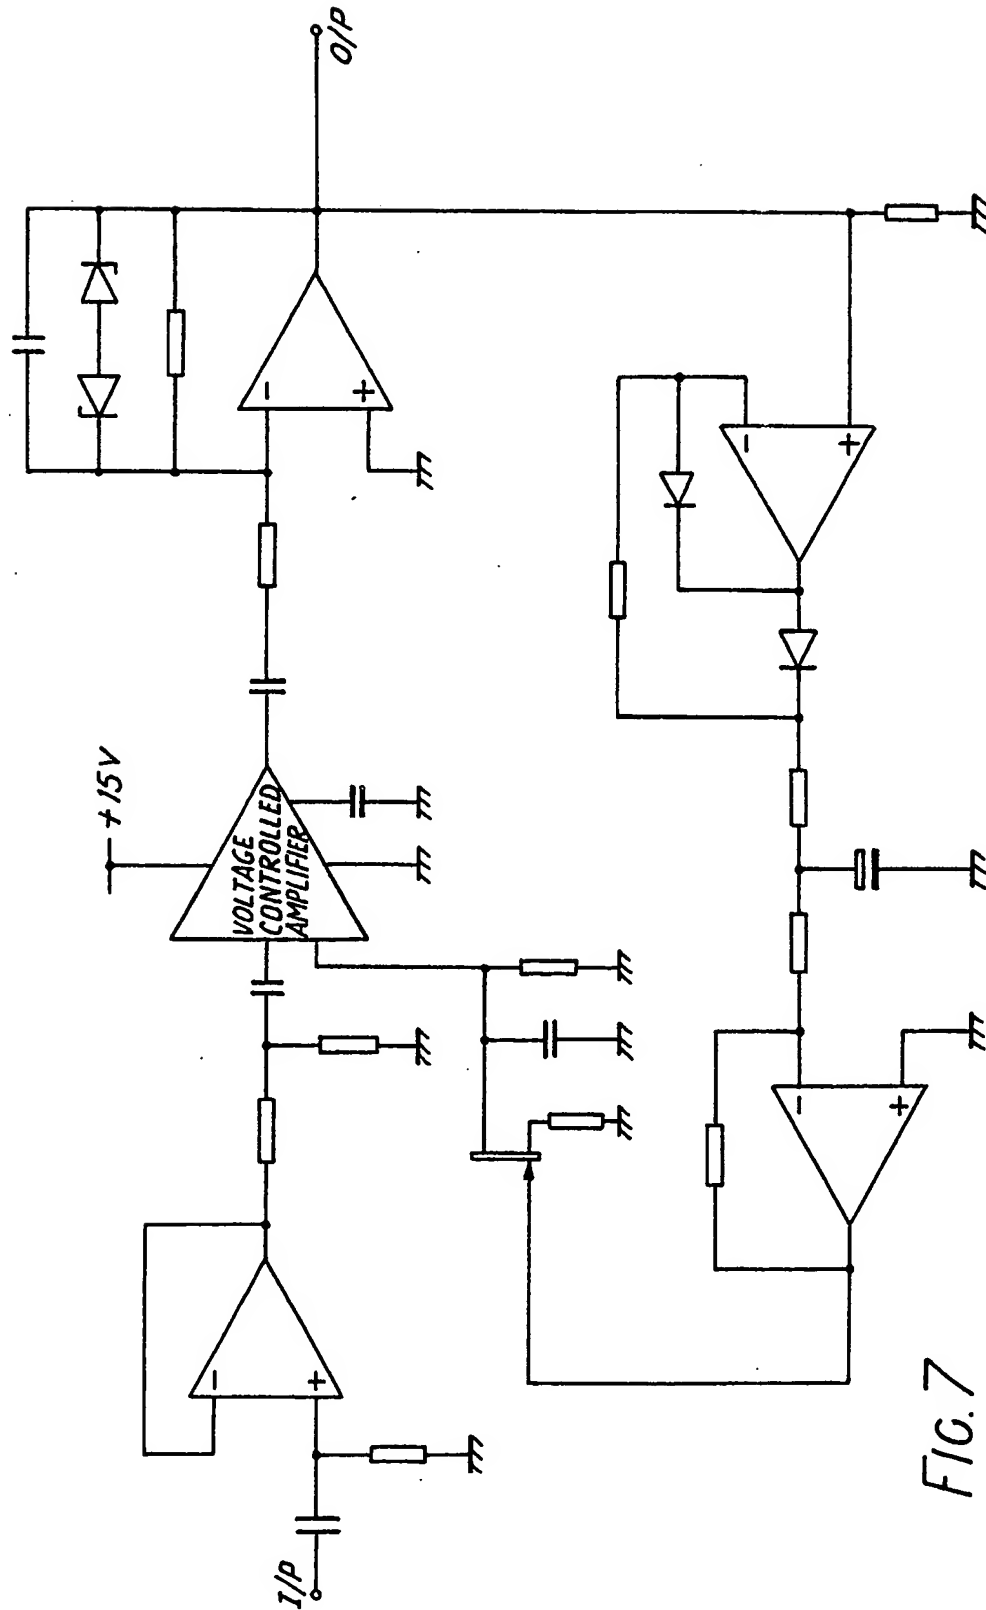 I/P
+15V
VOLTAGE
CONTROLLED
AMPLIFIER
O/P
-
+
-
+
-
+
-
+
FIG. 7